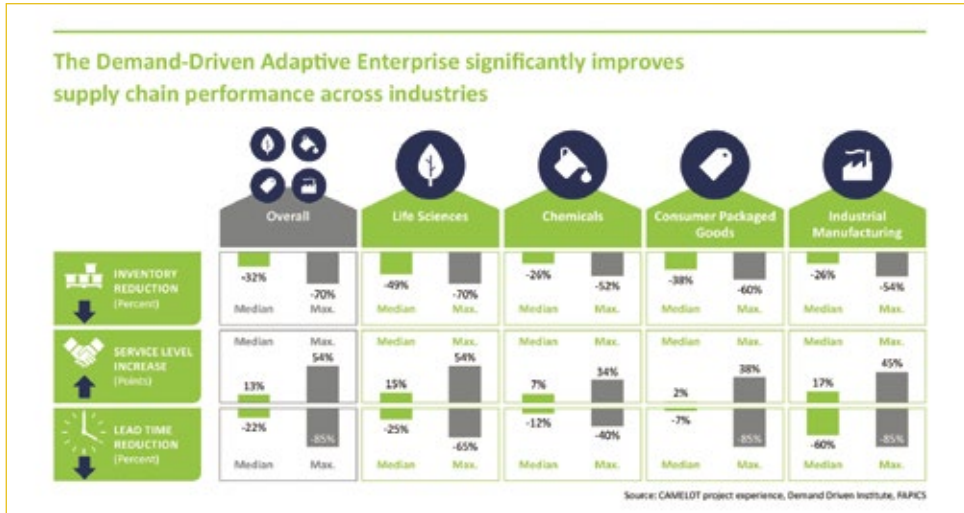 The Demand-Driven Adaptive Enterprise significantly improves
supply chain performance across industries
Overall
Life Sciences
Chemicals
Consumer Packaged
Goods
Industrial
Manufacturing
INVENTORY
REDUCTION
(Percent)
-32% -70% -49% -70% -26% -52% -38% -60% -26% -54%
Median Max. Median Max. Median Max. Median Max. Median Max.
SERVICE LEVEL
INCREASE
(Points)
Median Max. Median Max. Median Max. Median Max. Median Max.
13% 54% 15% 54% 7% 34% 2% 38% 17% 45%
LEAD TIME
REDUCTION
(Percent)
-22% -85% -25% -65% -12% -40% -7% -85% -60% -85%
Median Max. Median Max. Median Max. Median Max. Median Max.
Source: CAMELOT project experience, Demand Driven Institute, FAPICS